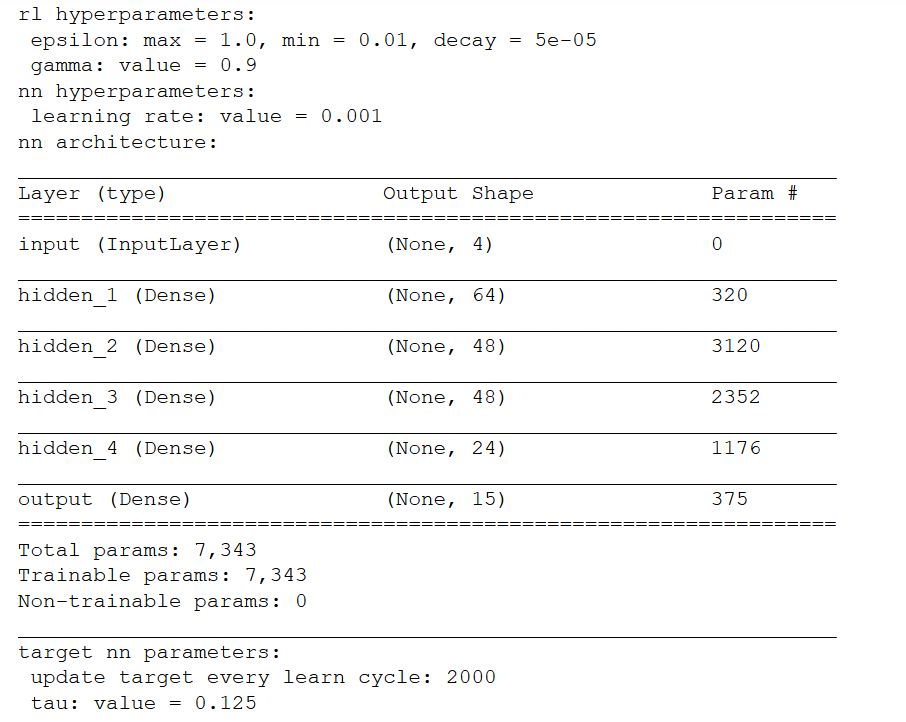 rl hyperparameters:
epsilon: max = 1.0, min = 0.01, decay = 5e-05
gamma: value = 0.9
nn hyperparameters:
learning rate: value = 0.001
nn architecture:
Layer (type) Output Shape Param #
input (InputLayer) (None, 4) 0
hidden_1 (Dense) (None, 64) 320
hidden_2 (Dense) (None, 48) 3120
hidden_3 (Dense) (None, 48) 2352
hidden_4 (Dense) (None, 24) 1176
output (Dense) (None, 15) 375
Total params: 7,343
Trainable params: 7,343
Non-trainable params: 0
target nn parameters:
update target every learn cycle: 2000
tau: value = 0.125